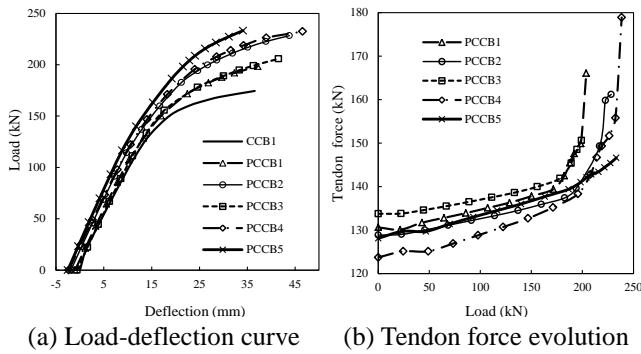 250
200
150
100
50
0
Load (kN)
CCB1
PCCB1
PCCB2
PCCB3
PCCB4
PCCB5
-5 5 15 25 35 45 55
Deflection (mm)
(a) Load-deflection curve
180
170
160
150
140
130
120
Tendon force (kN)
PCCB1
PCCB2
PCCB3
PCCB4
PCCB5
0 50 100 150 200 250
Load (kN)
(b) Tendon force evolution